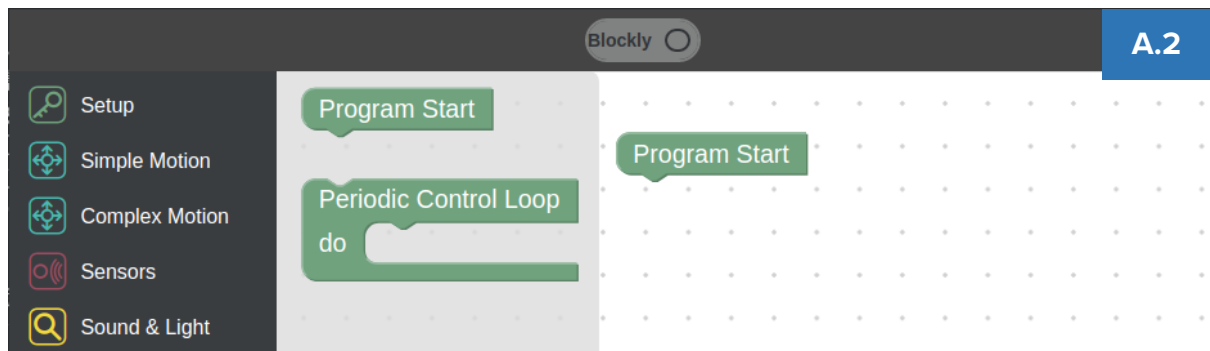 Blockly
A.2
Setup
Simple Motion
Complex Motion
Sensors
Sound & Light
Program Start
Periodic Control Loop
do
Program Start